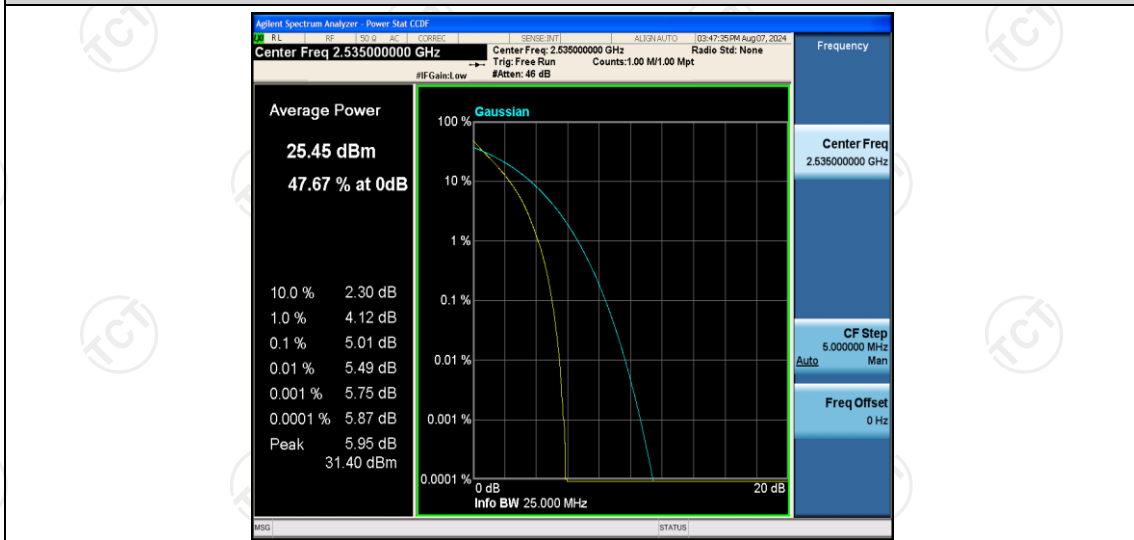 Agilent Spectrum Analyzer - Power Stat CCDF
RL RF 50 Ω AC CORREC SENSE:INT ALIGN AUTO 03:47:35 PM Aug 07, 2024
Center Freq 2.535000000 GHz
Center Freq: 2.535000000 GHz Radio Std: None
Trig: Free Run Counts:1.00 M/1.00 Mpt
#IFGain:Low #Atten: 46 dB
Frequency
Average Power
25.45 dBm
47.67 % at 0dB
10.0 % 2.30 dB
1.0 % 4.12 dB
0.1 % 5.01 dB
0.01 % 5.49 dB
0.001 % 5.75 dB
0.0001 % 5.87 dB
Peak 5.95 dB
31.40 dBm
Gaussian
100 %
10 %
1 %
0.1 %
0.01 %
0.001 %
0.0001 %
0 dB 20 dB
Info BW 25.000 MHz
Center Freq
2.535000000 GHz
CF Step
5.000000 MHz
Auto Man
Freq Offset
0 Hz
MSG STATUS
TCT
TCT
TCT
TCT